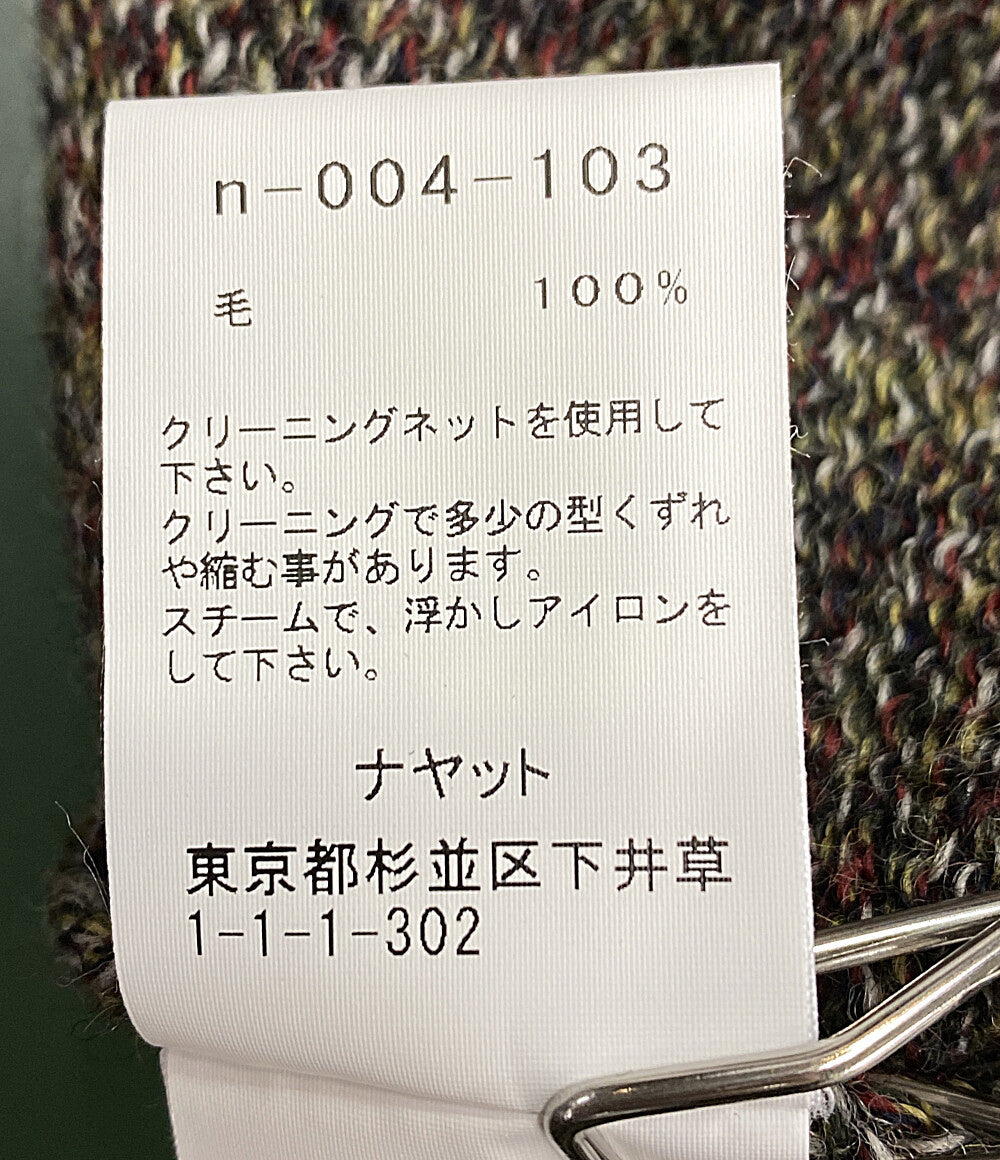 n-004-103
毛 100%
クリーニングネットを使用して
下さい。
クリーニングで多少の型くずれ
や縮む事があります。
スチームで、浮かしアイロンを
して下さい。
ナヤット
東京都杉並区下井草
1-1-1-302